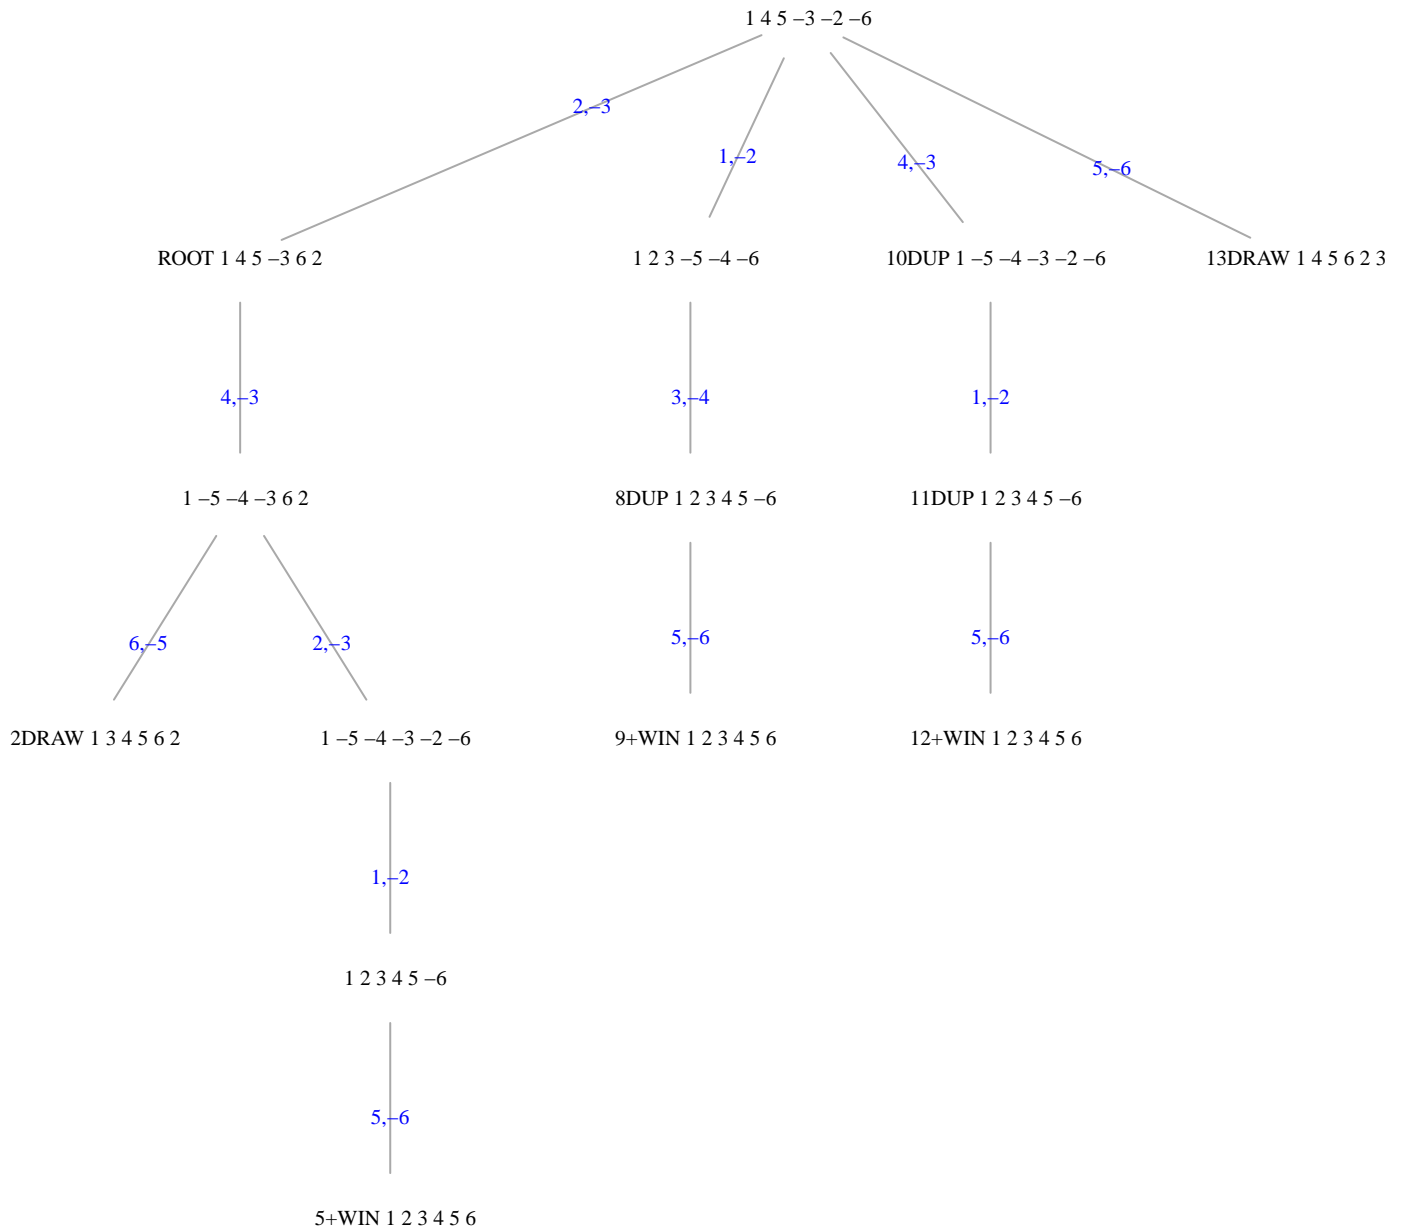 1 4 5 –3 –2 –6
2,–3
1,–2
4,–3
5,–6
ROOT 1 4 5 –3 6 2
1 2 3 –5 –4 –6
10DUP 1 –5 –4 –3 –2 –6
13DRAW 1 4 5 6 2 3
4,–3
3,–4
1,–2
1 –5 –4 –3 6 2
8DUP 1 2 3 4 5 –6
11DUP 1 2 3 4 5 –6
6,–5
2,–3
5,–6
5,–6
2DRAW 1 3 4 5 6 2
1 –5 –4 –3 –2 –6
9+WIN 1 2 3 4 5 6
12+WIN 1 2 3 4 5 6
1,–2
1 2 3 4 5 –6
5,–6
5+WIN 1 2 3 4 5 6